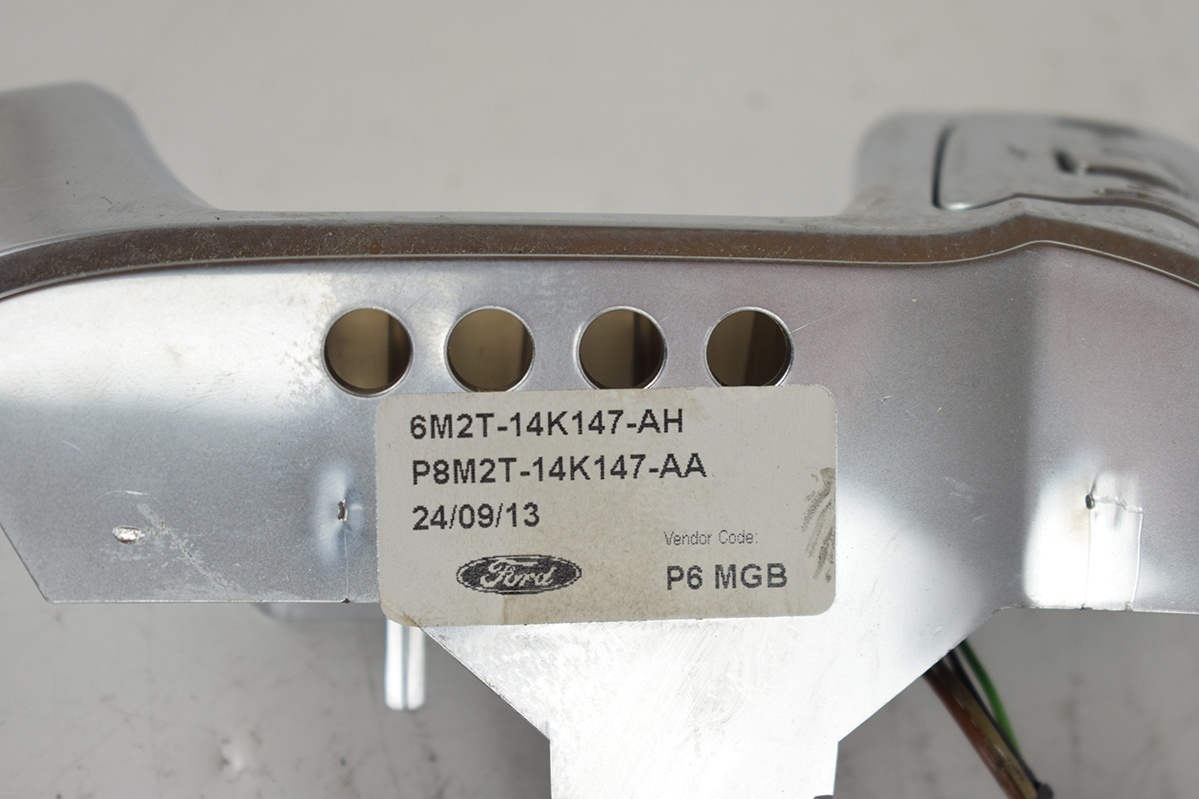 6M2T-14K147-AH
P8M2T-14K147-AA
24/09/13
Vendor Code:
Ford
P6 MGB